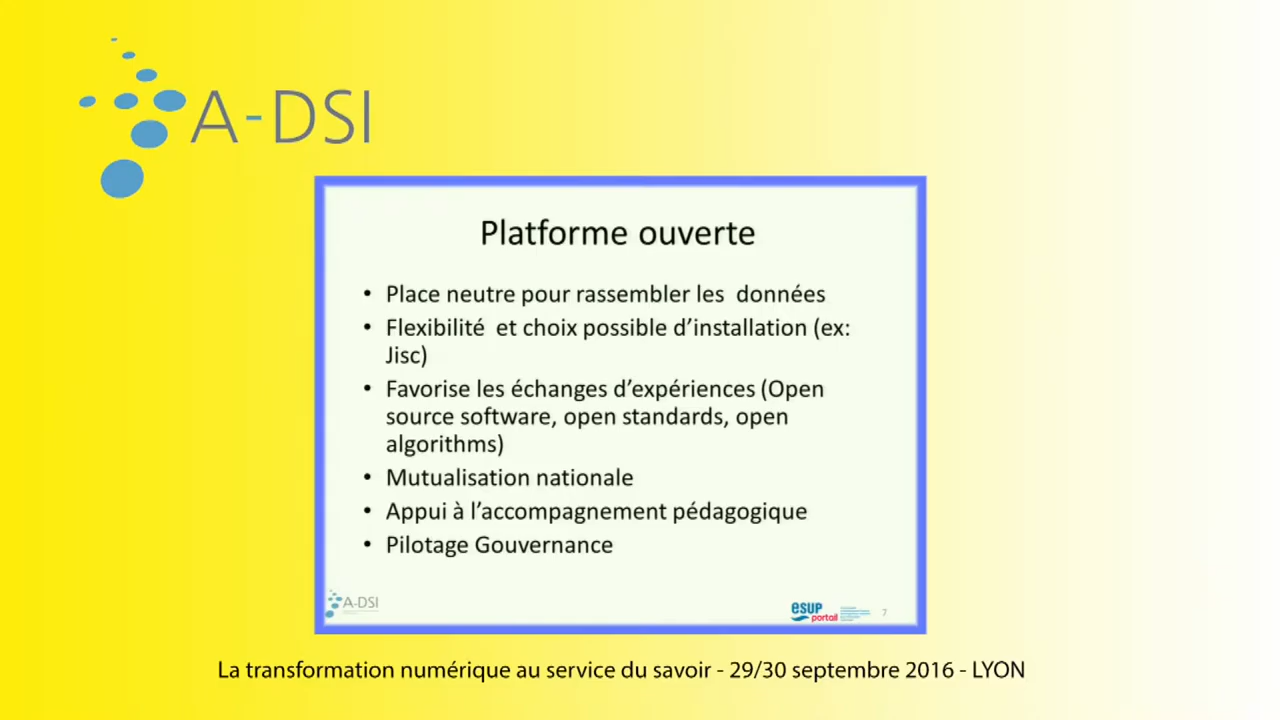 A-DSI
Platforme ouverte
• Place neutre pour rassembler les données
• Flexibilité et choix possible d’installation (ex:
Jisc)
• Favorise les échanges d’expériences (Open
source software, open standards, open
algorithms)
• Mutualisation nationale
• Appui à l’accompagnement pédagogique
• Pilotage Gouvernance
A-DSI
esup
portail
7
La transformation numérique au service du savoir - 29/30 septembre 2016 - LYON